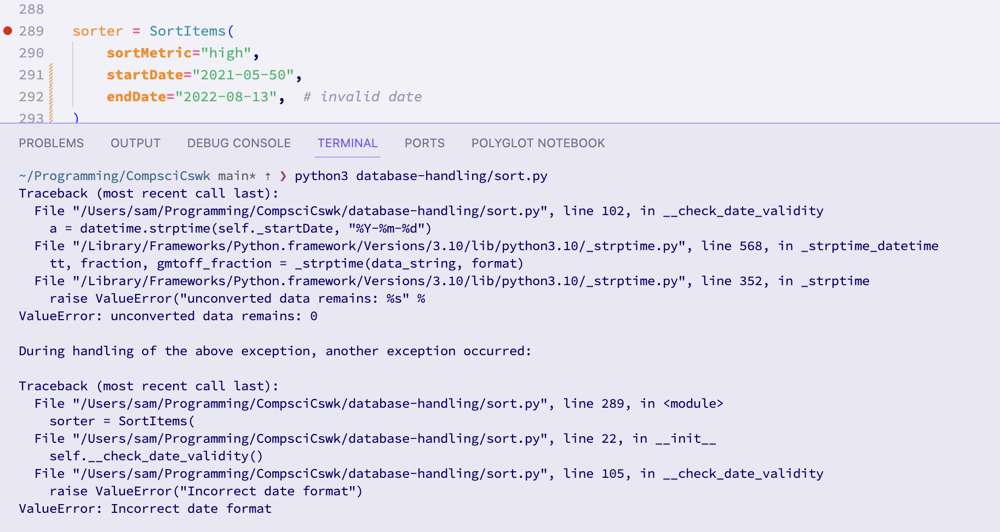 288
289 sorter = SortItems(
290 sortMetric="high",
291 startDate="2021-05-50",
292 endDate="2022-08-13", # invalid date
293 )
PROBLEMS OUTPUT DEBUG CONSOLE TERMINAL PORTS POLYGLOT NOTEBOOK
~/Programming/CompsciCswk main* ⇡ ❯ python3 database-handling/sort.py
Traceback (most recent call last):
File "/Users/sam/Programming/CompsciCswk/database-handling/sort.py", line 102, in __check_date_validity
a = datetime.strptime(self._startDate, "%Y-%m-%d")
File "/Library/Frameworks/Python.framework/Versions/3.10/lib/python3.10/_strptime.py", line 568, in _strptime_datetime
tt, fraction, gmtoff_fraction = _strptime(data_string, format)
File "/Library/Frameworks/Python.framework/Versions/3.10/lib/python3.10/_strptime.py", line 352, in _strptime
raise ValueError("unconverted data remains: %s" %
ValueError: unconverted data remains: 0
During handling of the above exception, another exception occurred:
Traceback (most recent call last):
File "/Users/sam/Programming/CompsciCswk/database-handling/sort.py", line 289, in <module>
sorter = SortItems(
File "/Users/sam/Programming/CompsciCswk/database-handling/sort.py", line 22, in __init__
self.__check_date_validity()
File "/Users/sam/Programming/CompsciCswk/database-handling/sort.py", line 105, in __check_date_validity
raise ValueError("Incorrect date format")
ValueError: Incorrect date format